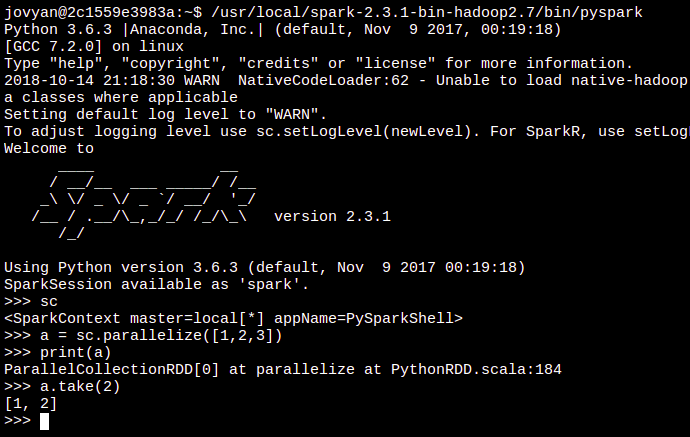 jovyan@2c1559e3983a:~$ /usr/local/spark-2.3.1-bin-hadoop2.7/bin/pyspark
Python 3.6.3 |Anaconda, Inc.| (default, Nov  9 2017, 00:19:18)
[GCC 7.2.0] on linux
Type "help", "copyright", "credits" or "license" for more information.
2018-10-14 21:18:30 WARN  NativeCodeLoader:62 - Unable to load native-hadoop
a classes where applicable
Setting default log level to "WARN".
To adjust logging level use sc.setLogLevel(newLevel). For SparkR, use setLog
Welcome to
      ____              __
     / __/__  ___ _____/ /__
    _\ \/ _ \/ _ `/ __/  '_/
   /__ / .__/\_,_/_/ /_/\_\   version 2.3.1
      /_/
Using Python version 3.6.3 (default, Nov  9 2017 00:19:18)
SparkSession available as 'spark'.
>>> sc
<SparkContext master=local[*] appName=PySparkShell>
>>> a = sc.parallelize([1,2,3])
>>> print(a)
ParallelCollectionRDD[0] at parallelize at PythonRDD.scala:184
>>> a.take(2)
[1, 2]
>>>